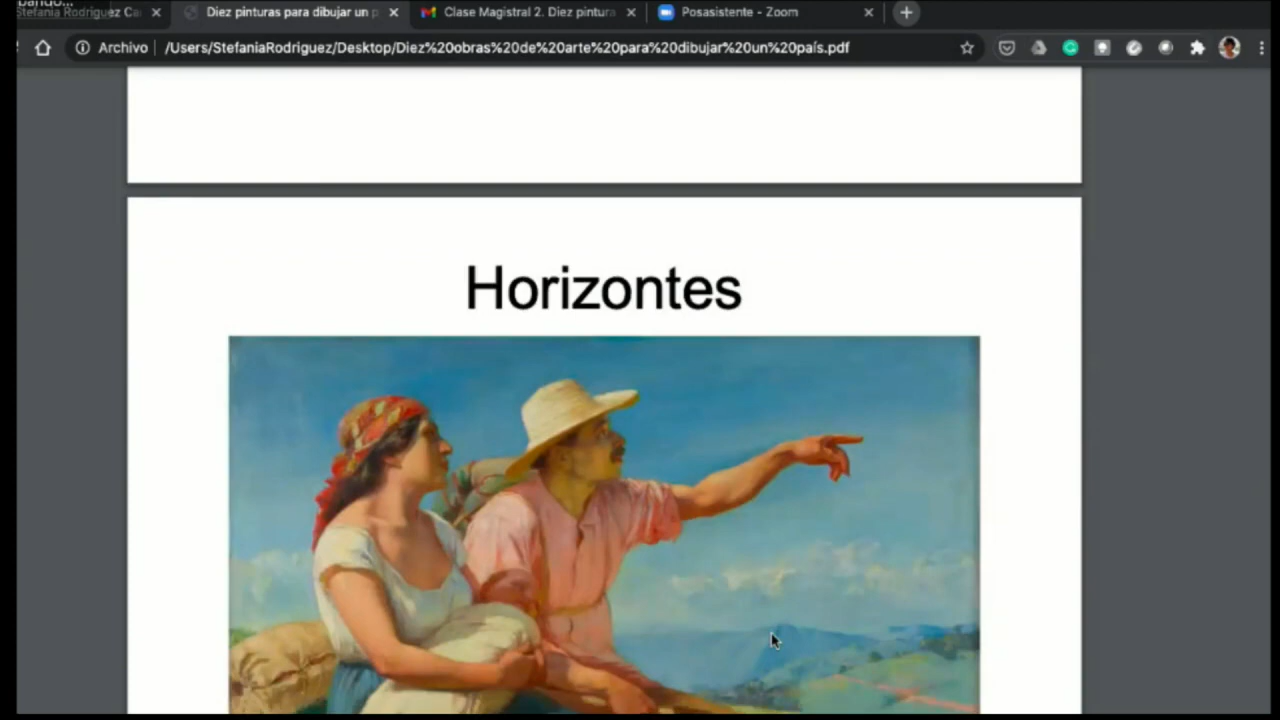 Stefania Rodriguez Ca
Diez pinturas para dibujar un p
Clase Magistral 2. Diez pintura
Posasistente - Zoom
Archivo
/Users/StefaniaRodriguez/Desktop/Diez%20obras%20de%20arte%20para%20dibujar%20un%20país.pdf
Horizontes